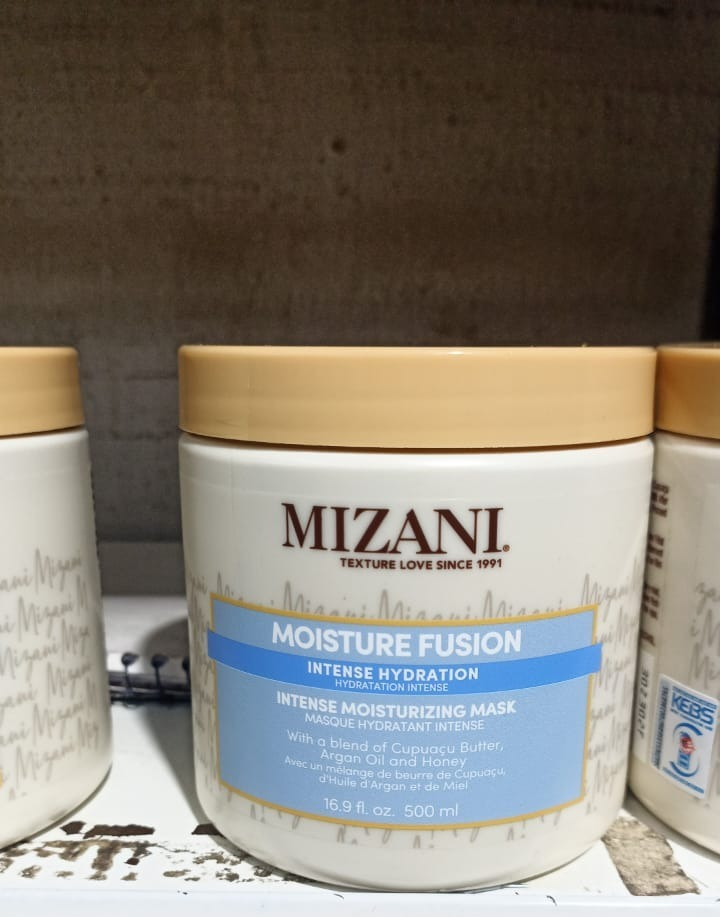 MIZANI
TEXTURE LOVE SINCE 1991
MOISTURE FUSION
INTENSE HYDRATION
HYDRATATION INTENSE
INTENSE MOISTURIZING MASK
MASQUE HYDRATANT INTENSE
With a blend of Cupuaçu Butter,
Argan Oil and Honey
Avec un mélange de beurre de Cupuaçu,
d'Huile d'Argan et de Miel
16.9 fl. oz. 500 ml
KEBS